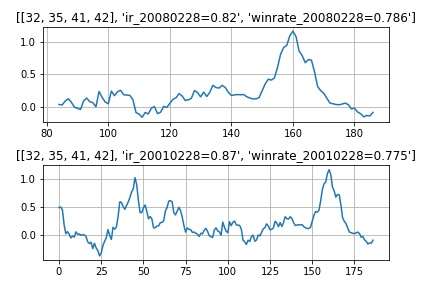 [[32, 35, 41, 42], 'ir_20080228=0.82', 'winrate_20080228=0.786']
1.0
0.5
0.0
80 100 120 140 160 180
[[32, 35, 41, 42], 'ir_20010228=0.87', 'winrate_20010228=0.775']
1.0
0.5
0.0
0 25 50 75 100 125 150 175